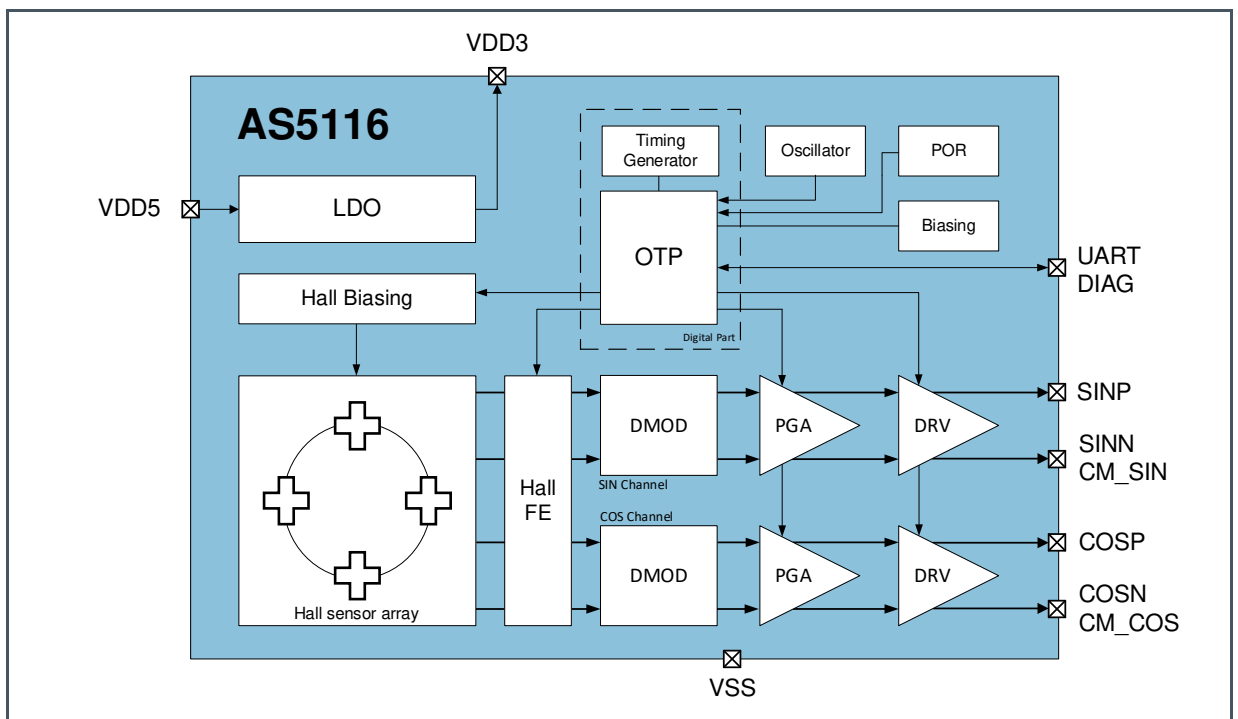 VDD3
AS5116
Timing
Generator
Oscillator
POR
VDD5
LDO
OTP
Biasing
UART
DIAG
Hall Biasing
Digital Part
DMOD
PGA
DRV
SINP
SINN
CM_SIN
SIN Channel
Hall
FE
COS Channel
DMOD
PGA
DRV
COSP
COSN
CM_COS
Hall sensor array
VSS